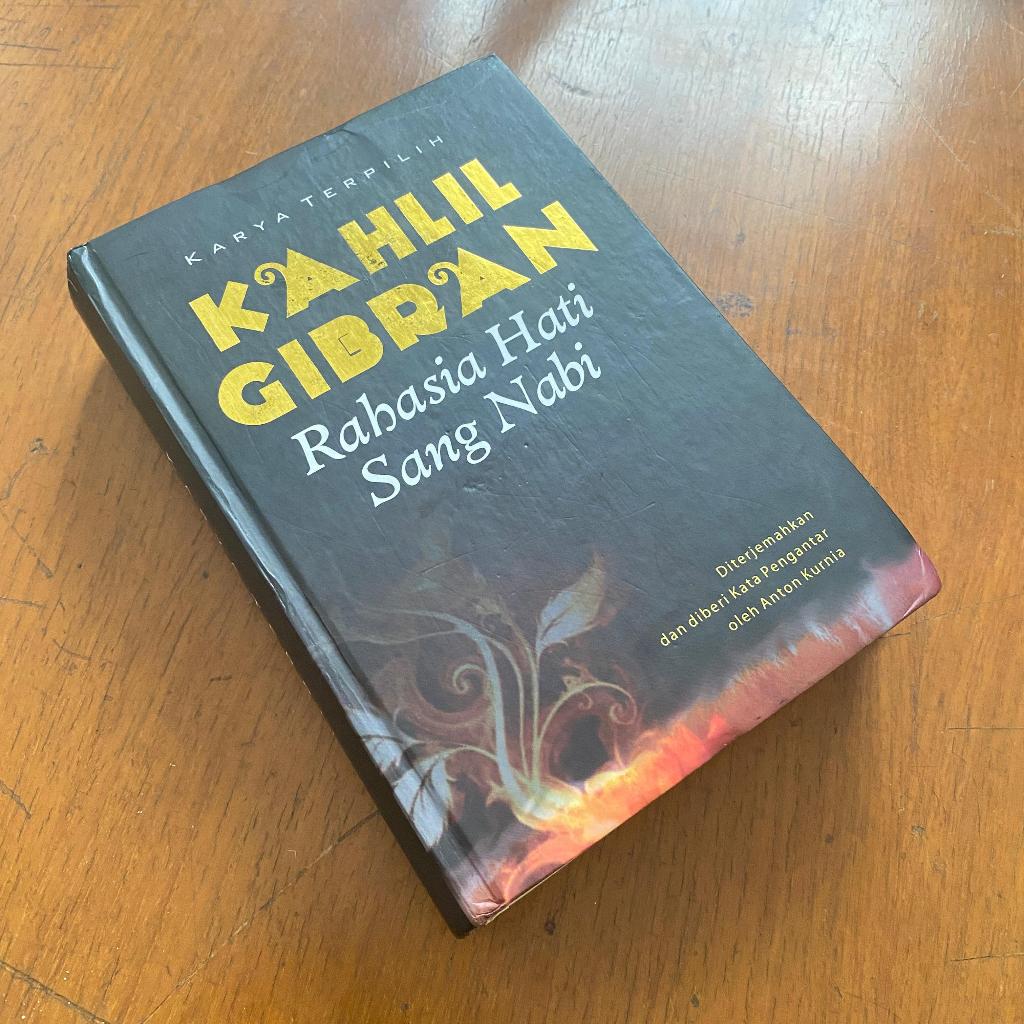 KARYA TERPILIH
KAHLIL
GIBRAN
Rahasia Hati
Sang Nabi
Diterjemahkan
dan diberi Kata Pengantar
oleh Anton Kurnia